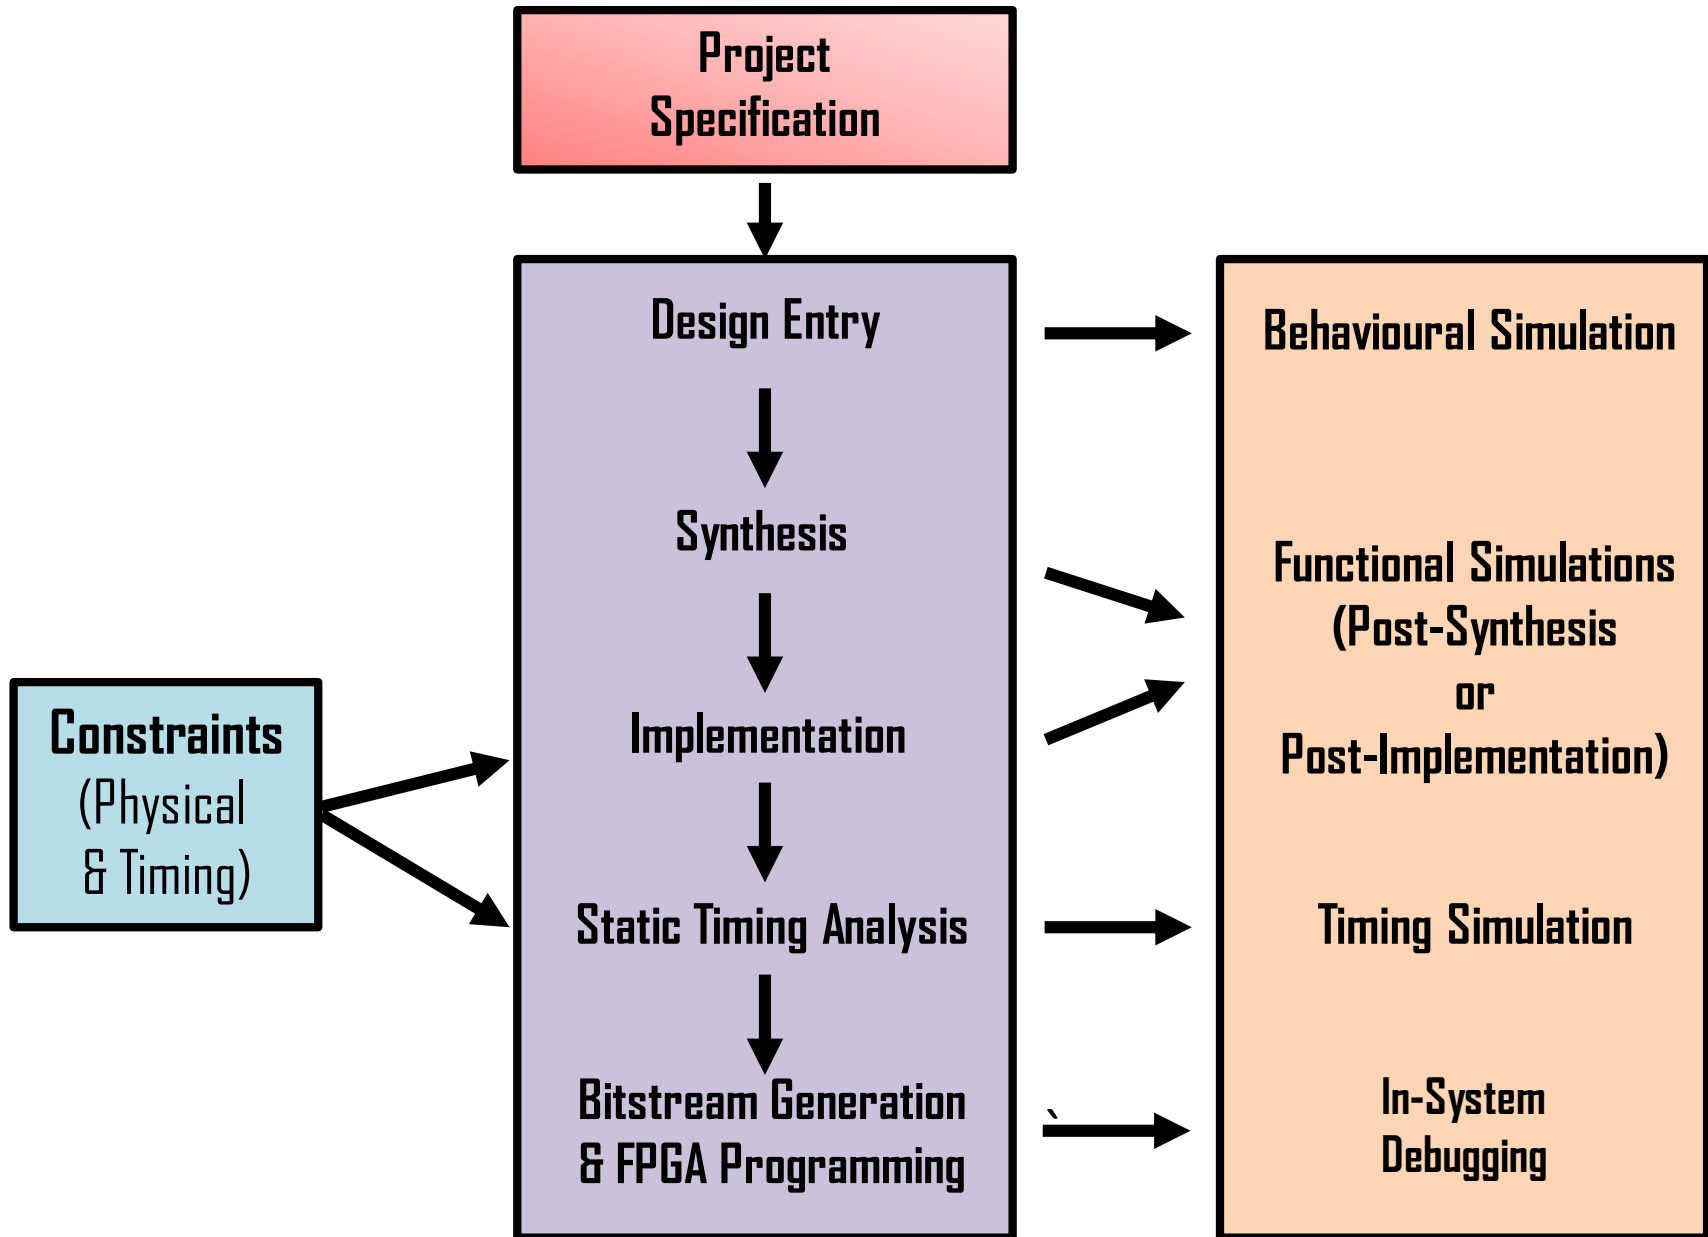 Project
Specification
Design Entry
Behavioural Simulation
Synthesis
Functional Simulations
(Post-Synthesis
or
Post-Implementation)
Implementation
Constraints
(Physical
& Timing)
Static Timing Analysis
Timing Simulation
Bitstream Generation
& FPGA Programming
`
In-System
Debugging